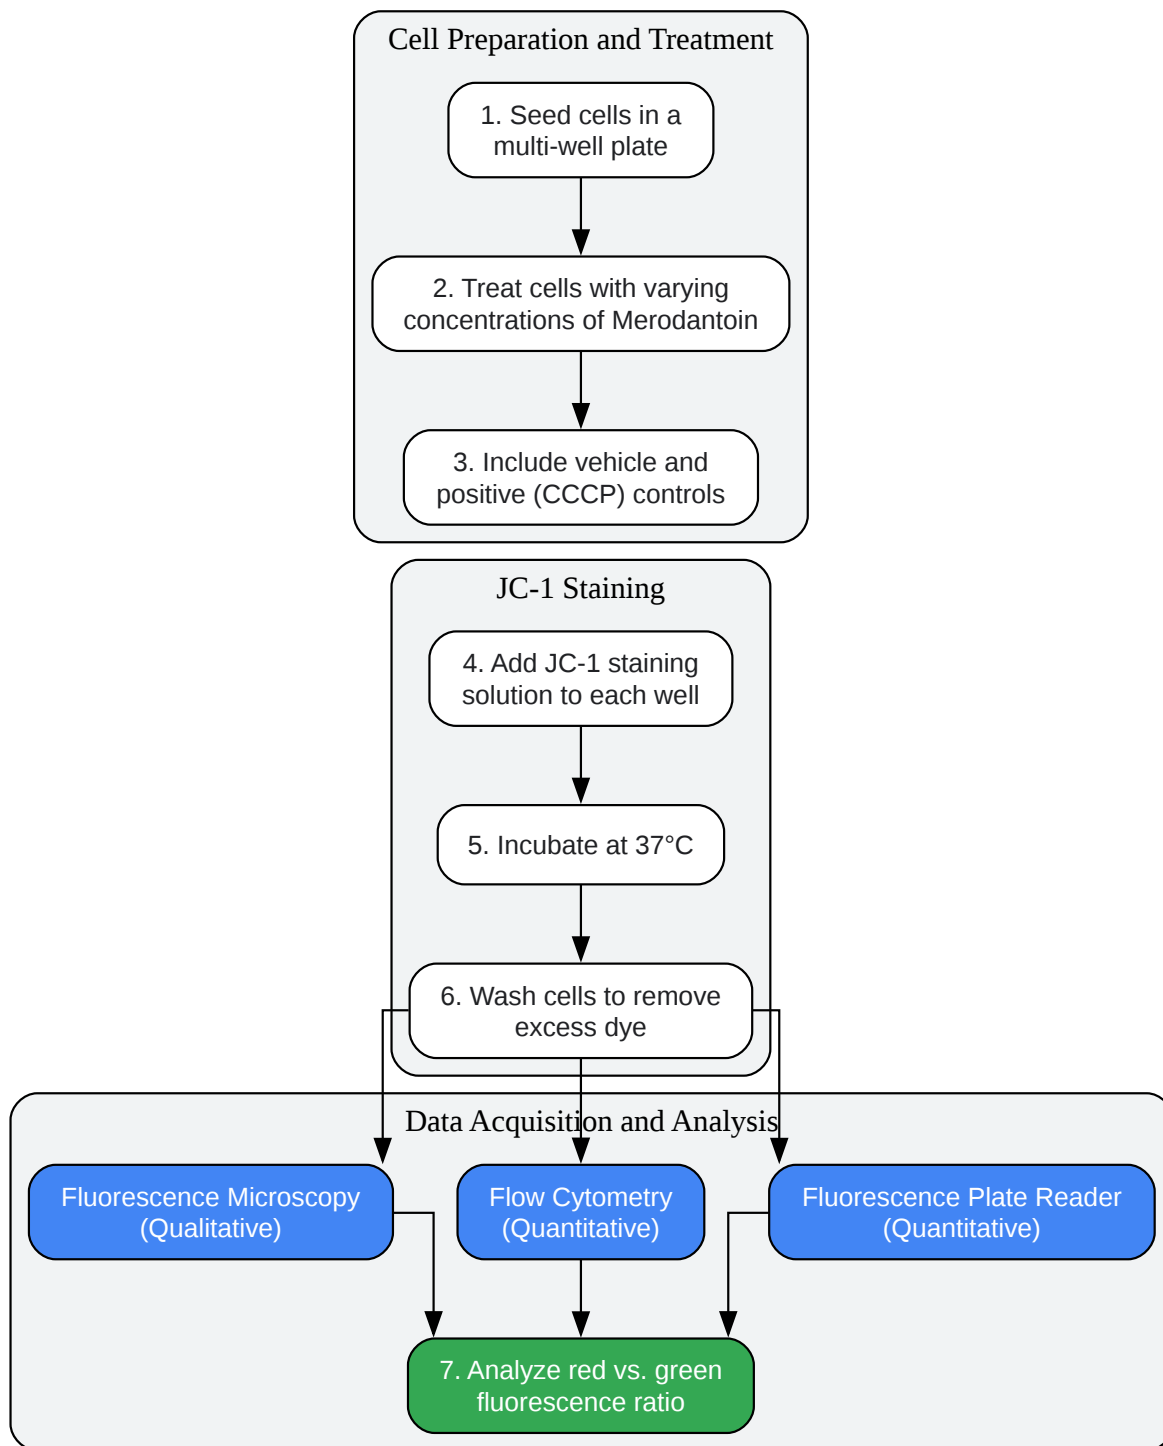 Cell Preparation and Treatment
1. Seed cells in a
multi-well plate
2. Treat cells with varying
concentrations of Merodantoin
3. Include vehicle and
positive (CCCP) controls
JC-1 Staining
4. Add JC-1 staining
solution to each well
5. Incubate at 37°C
6. Wash cells to remove
excess dye
Data Acquisition and Analysis
Fluorescence Microscopy
(Qualitative)
Flow Cytometry
(Quantitative)
Fluorescence Plate Reader
(Quantitative)
7. Analyze red vs. green
fluorescence ratio